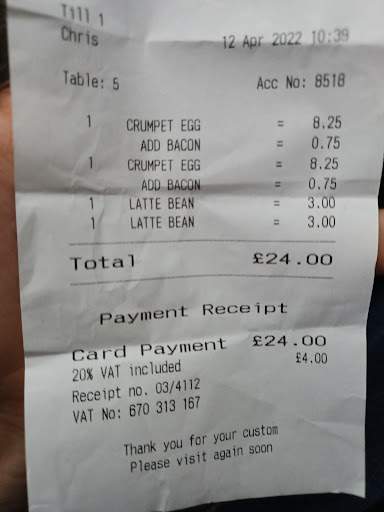 Till 1
Chris 12 Apr 2022 10:39
Table: 5 Acc No: 8518
1 CRUMPET EGG = 8.25
ADD BACON = 0.75
1 CRUMPET EGG = 8.25
ADD BACON = 0.75
1 LATTE BEAN = 3.00
1 LATTE BEAN = 3.00
Total £24.00
Payment Receipt
Card Payment £24.00
20% VAT included £4.00
Receipt no. 03/4112
VAT No: 670 313 167
Thank you for your custom
Please visit again soon